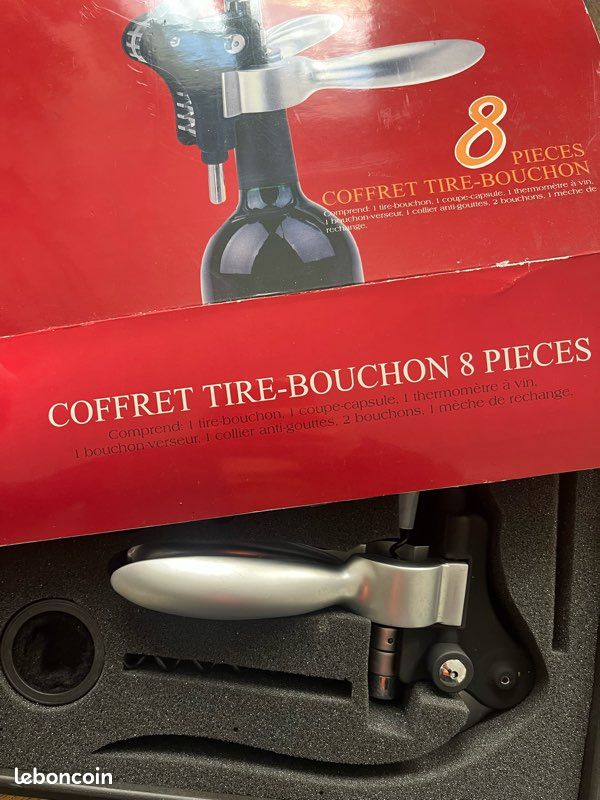 8
PIECES
COFFRET TIRE-BOUCHON
Comprend: 1 tire-bouchon, 1 coupe-capsule, 1 thermomètre à vin,
1 bouchon-verseur, 1 collier anti-gouttes, 2 bouchons, 1 mèche de
rechange.
COFFRET TIRE-BOUCHON 8 PIECES
Comprend: 1 tire-bouchon, 1 coupe-capsule, 1 thermomètre à vin,
1 bouchon-verseur, 1 collier anti-gouttes, 2 bouchons, 1 mèche de rechange.
leboncoin